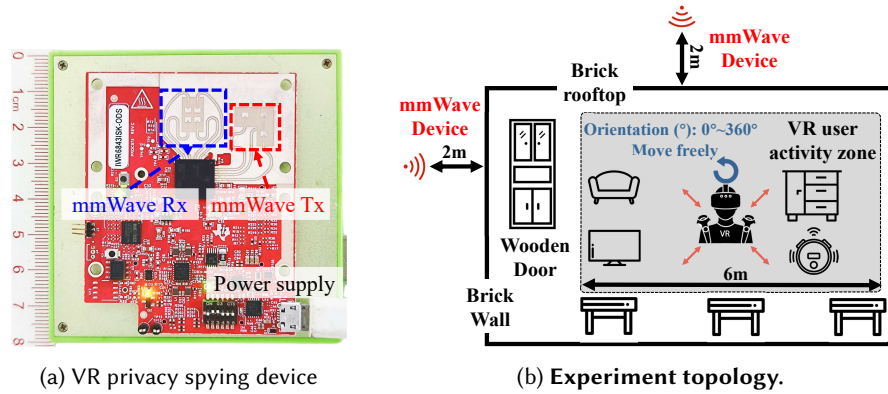 0
1
cm
2
3
4
5
6
7
8
IWR6843ISK-ODS
mmWave Rx
mmWave Tx
Power supply
(a) VR privacy spying device
mmWave
Device
2m
Brick
rooftop
mmWave
Device
2m
Orientation (°): 0°~360°
Move freely
VR user
activity zone
VR
Wooden
Door
6m
Brick
Wall
(b) Experiment topology.